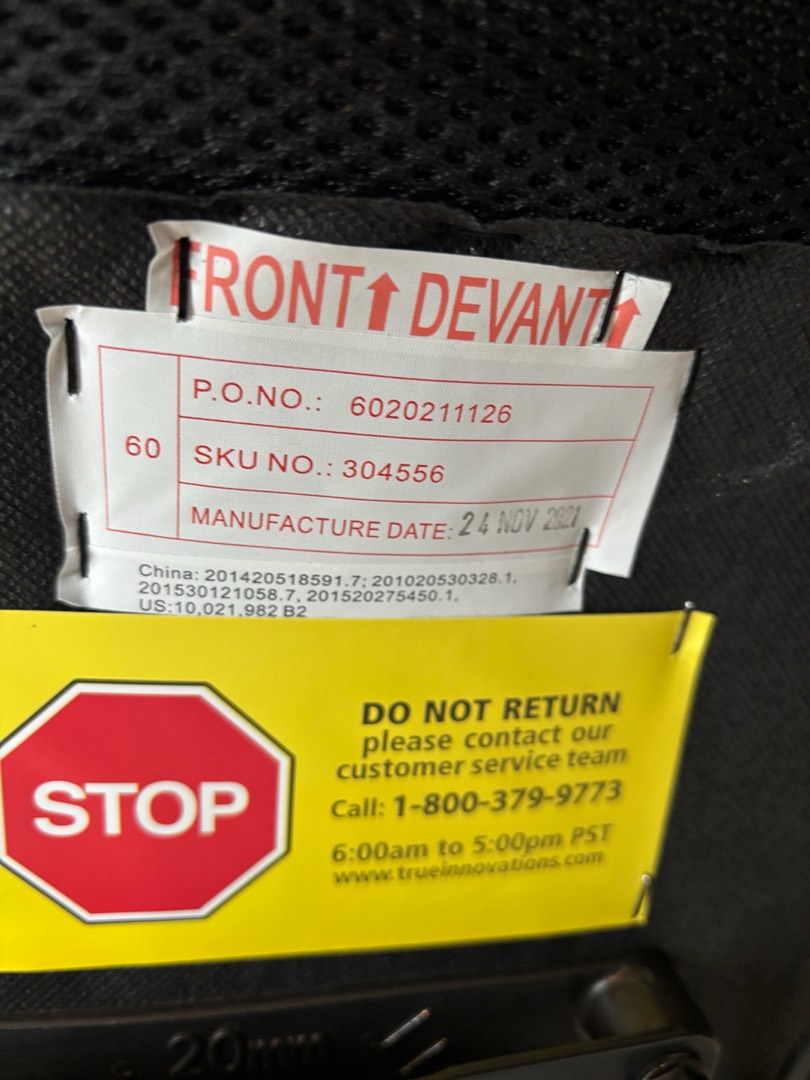 FRONT↑ DEVANT↑
P.O.NO.: 6020211126
60
SKU NO.: 304556
MANUFACTURE DATE: 24 NOV 2021
China: 201420518591.7; 201020530328.1,
201530121058.7, 201520275450.1,
US:10,021,982 B2
STOP
DO NOT RETURN
please contact our
customer service team
Call: 1-800-379-9773
6:00am to 5:00pm PST
www.trueinnovations.com
20mm